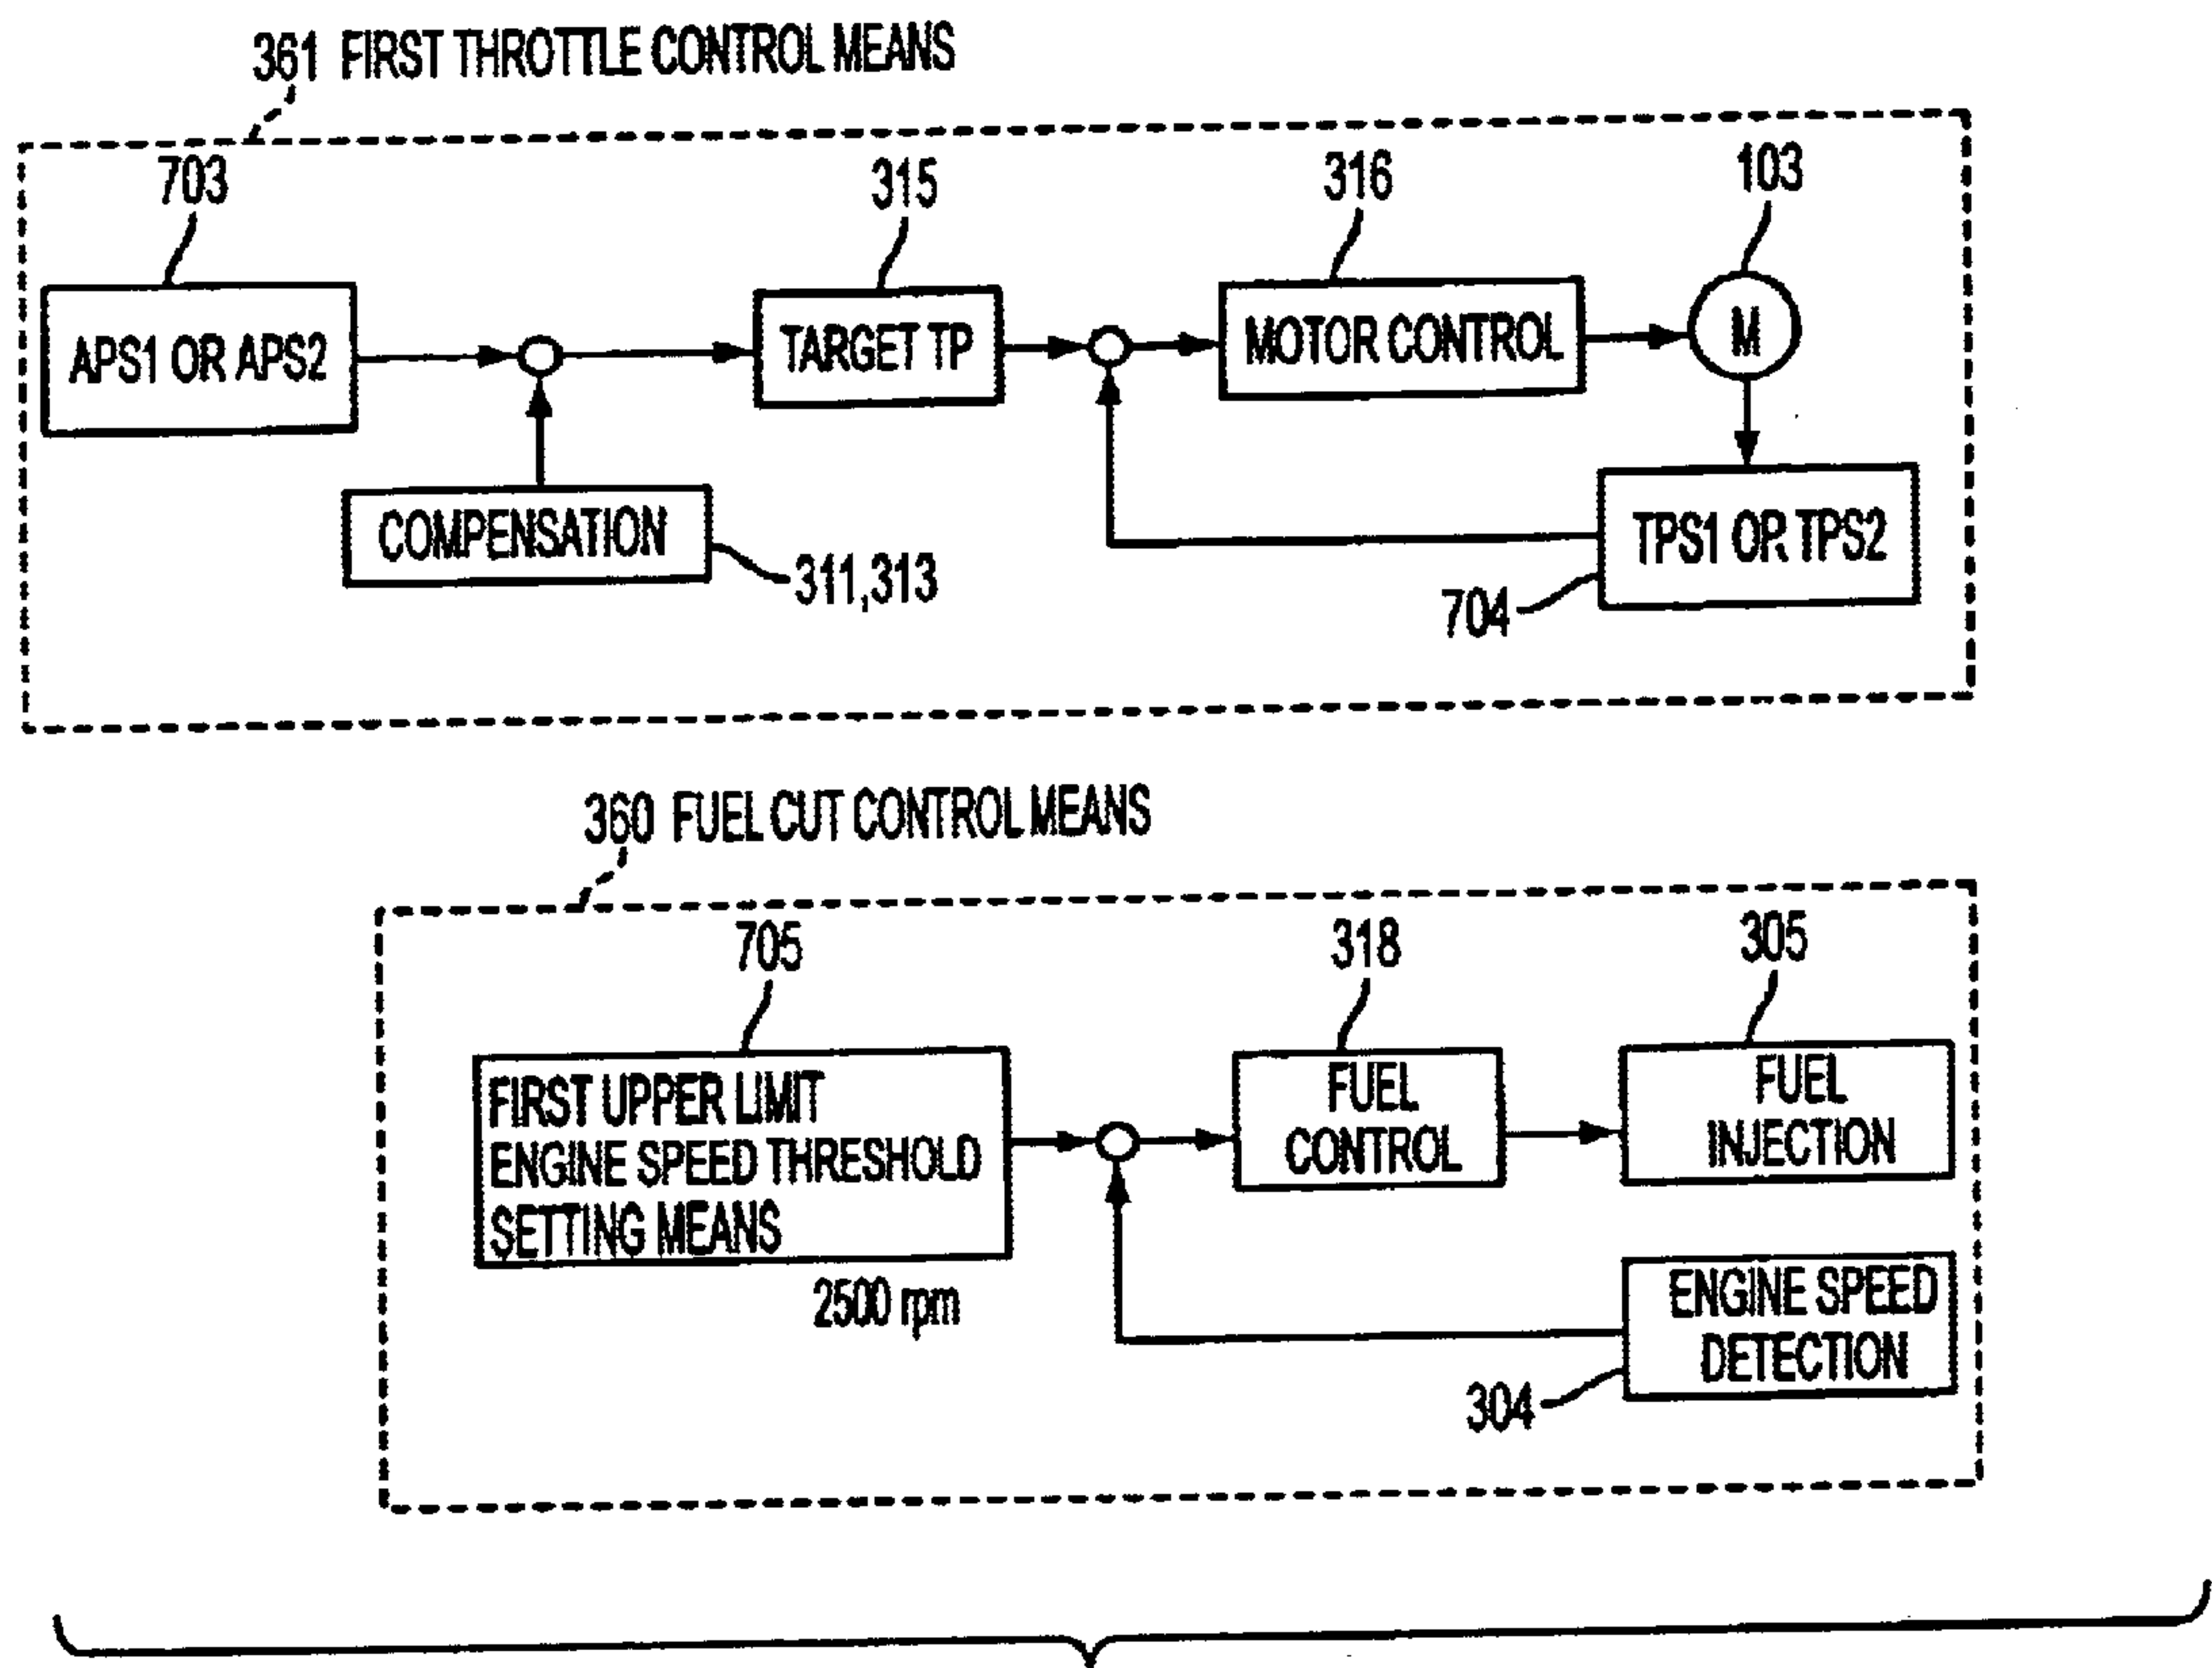 361 FIRST THROTTLE CONTROL MEANS
703
315
316
103
APS1 OR APS2
TARGET TP
MOTOR CONTROL
M
COMPENSATION
311,313
TPS1 OR TPS2
704
360 FUEL CUT CONTROL MEANS
705
318
305
FIRST UPPER LIMIT
ENGINE SPEED THRESHOLD
SETTING MEANS
2500 rpm
FUEL
CONTROL
FUEL
INJECTION
ENGINE SPEED
DETECTION
304